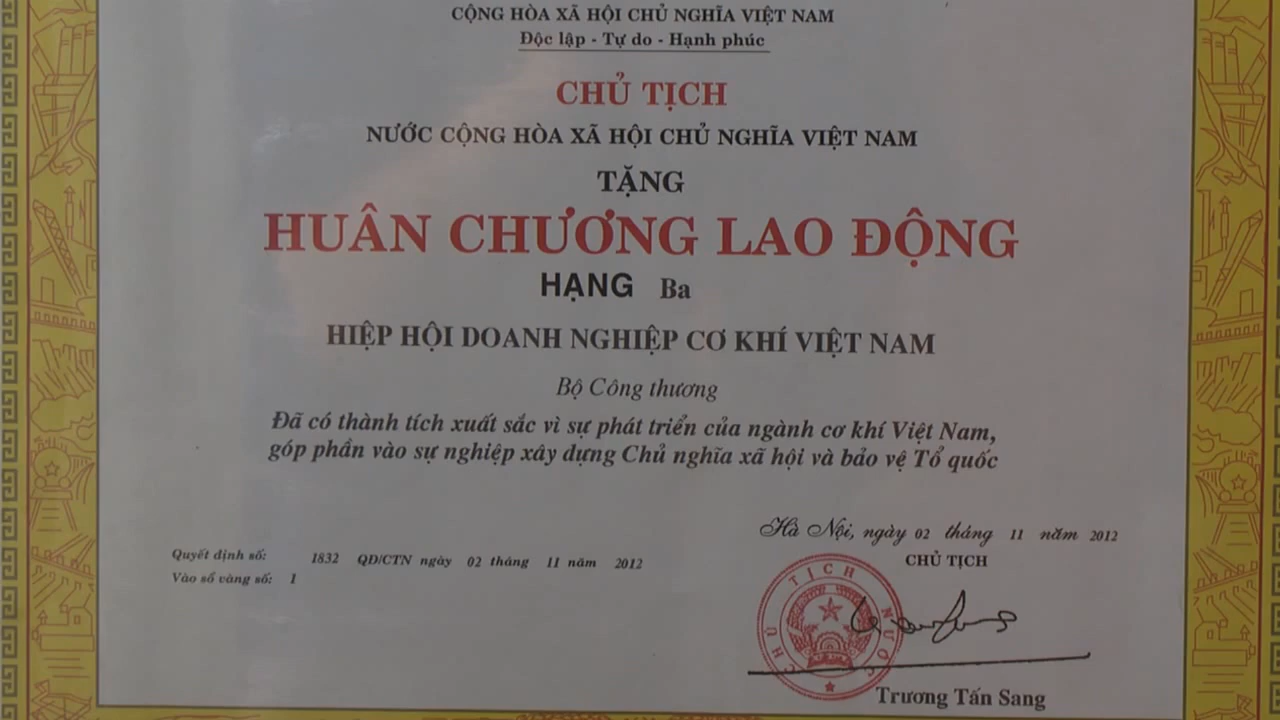 CỘNG HÒA XÃ HỘI CHỦ NGHĨA VIỆT NAM
Độc lập - Tự do - Hạnh phúc
CHỦ TỊCH
NƯỚC CỘNG HÒA XÃ HỘI CHỦ NGHĨA VIỆT NAM
TẶNG
HUÂN CHƯƠNG LAO ĐỘNG
HẠNG Ba
HIỆP HỘI DOANH NGHIỆP CƠ KHÍ VIỆT NAM
Bộ Công thương
Đã có thành tích xuất sắc vì sự phát triển của ngành cơ khí Việt Nam,
góp phần vào sự nghiệp xây dựng Chủ nghĩa xã hội và bảo vệ Tổ quốc
Hà Nội, ngày 02 tháng 11 năm 2012
CHỦ TỊCH
Quyết định số: 1832 QĐ/CTN ngày 02 tháng 11 năm 2012
Vào sổ vàng số: 1
CHỦ TỊCH NƯỚC
Trương Tấn Sang